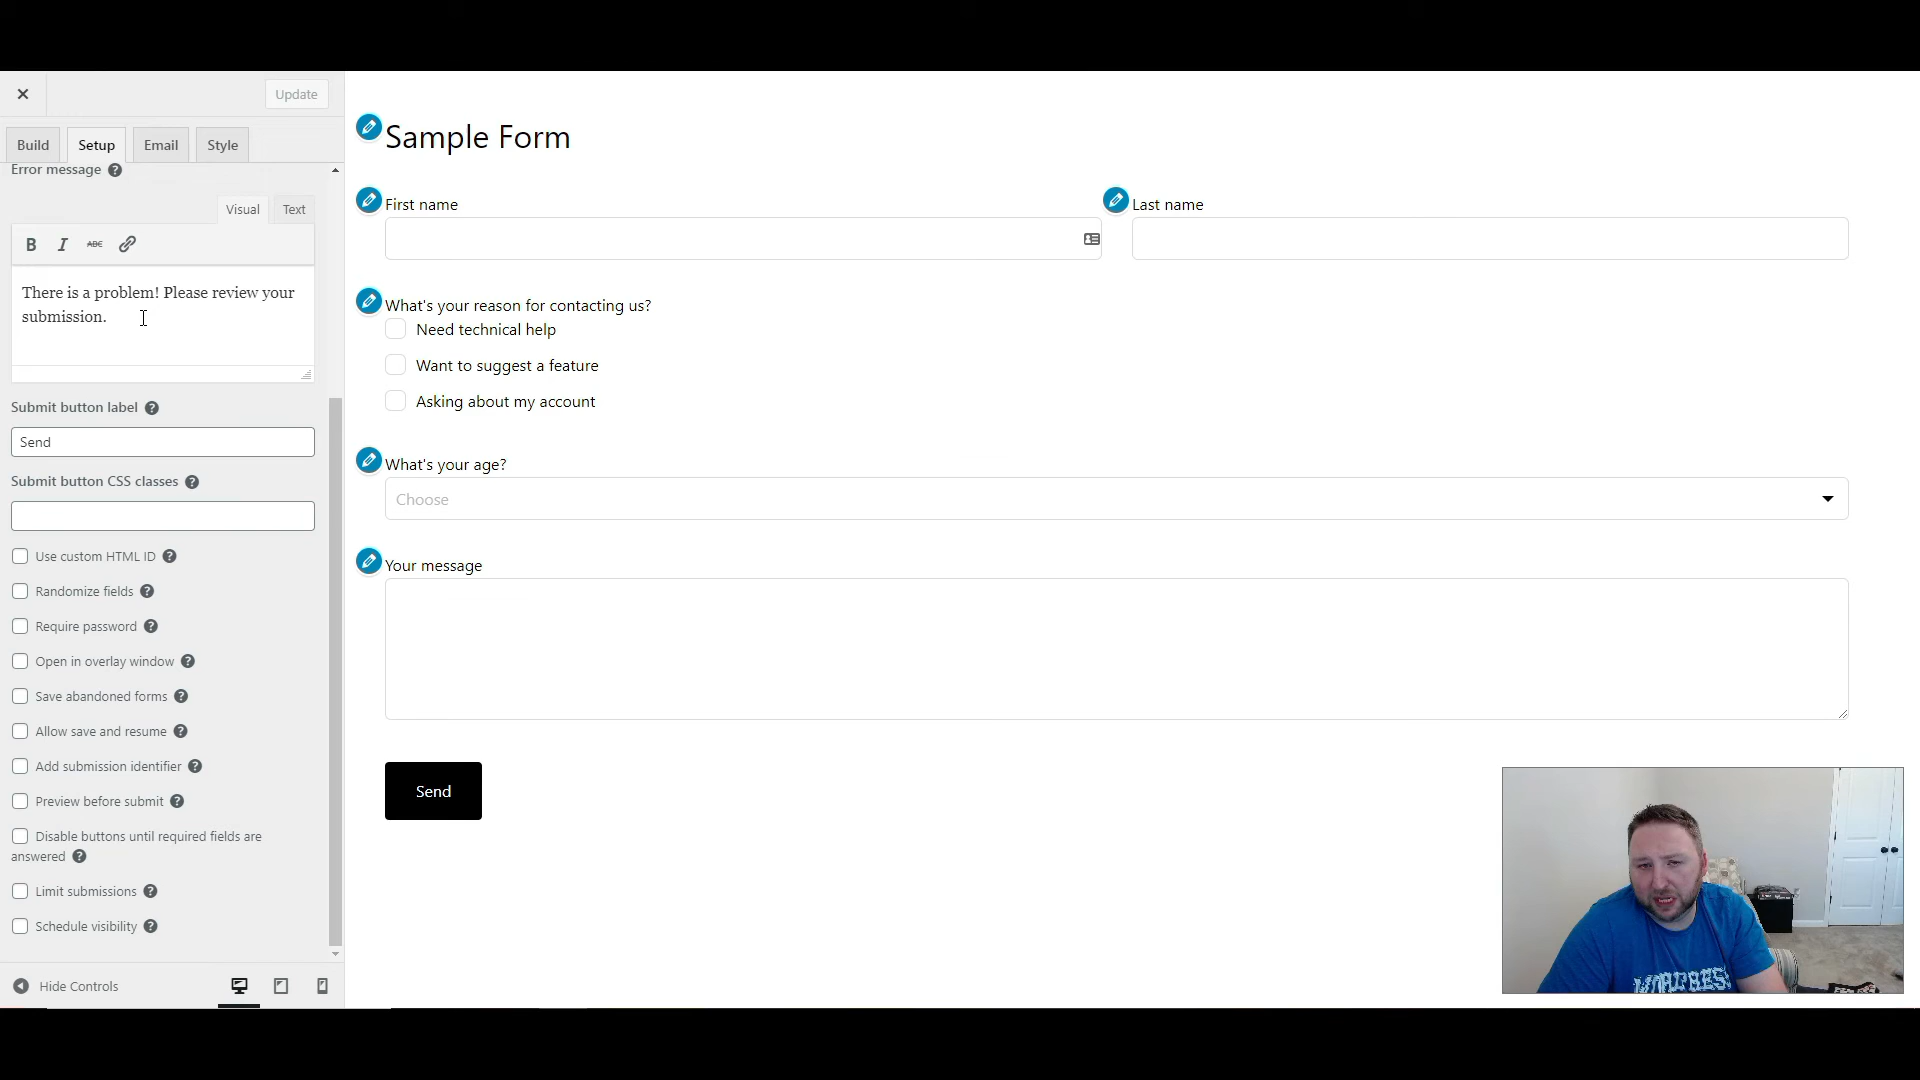 Update
Build
Setup
Email
Style
Error message
Visual
Text
B
I
ABC
There is a problem! Please review your
submission.
Submit button label
Send
Submit button CSS classes
Use custom HTML ID
Randomize fields
Require password
Open in overlay window
Save abandoned forms
Allow save and resume
Add submission identifier
Preview before submit
Disable buttons until required fields are
answered
Limit submissions
Schedule visibility
Hide Controls
Sample Form
First name
Last name
What's your reason for contacting us?
Need technical help
Want to suggest a feature
Asking about my account
What's your age?
Choose
Your message
Send
WORDPRESS